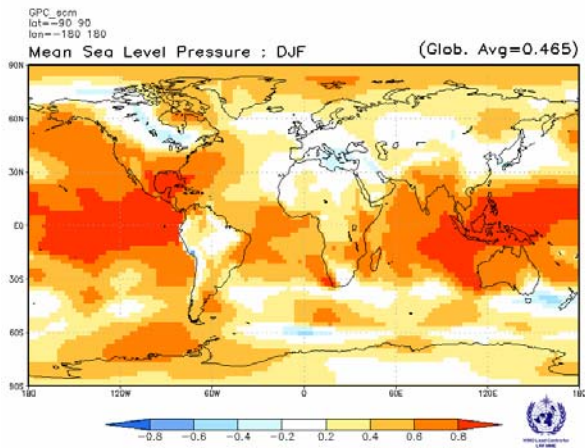 GPC_scm
lat=-90 90
lon=-180 180
Mean Sea Level Pressure : DJF (Glob. Avg=0.465)
90N
60N
30N
EQ
30S
60S
90S
180 120W 60W 0 60E 120E 180
-0.8 -0.6 -0.4 -0.2 0.2 0.4 0.6 0.8